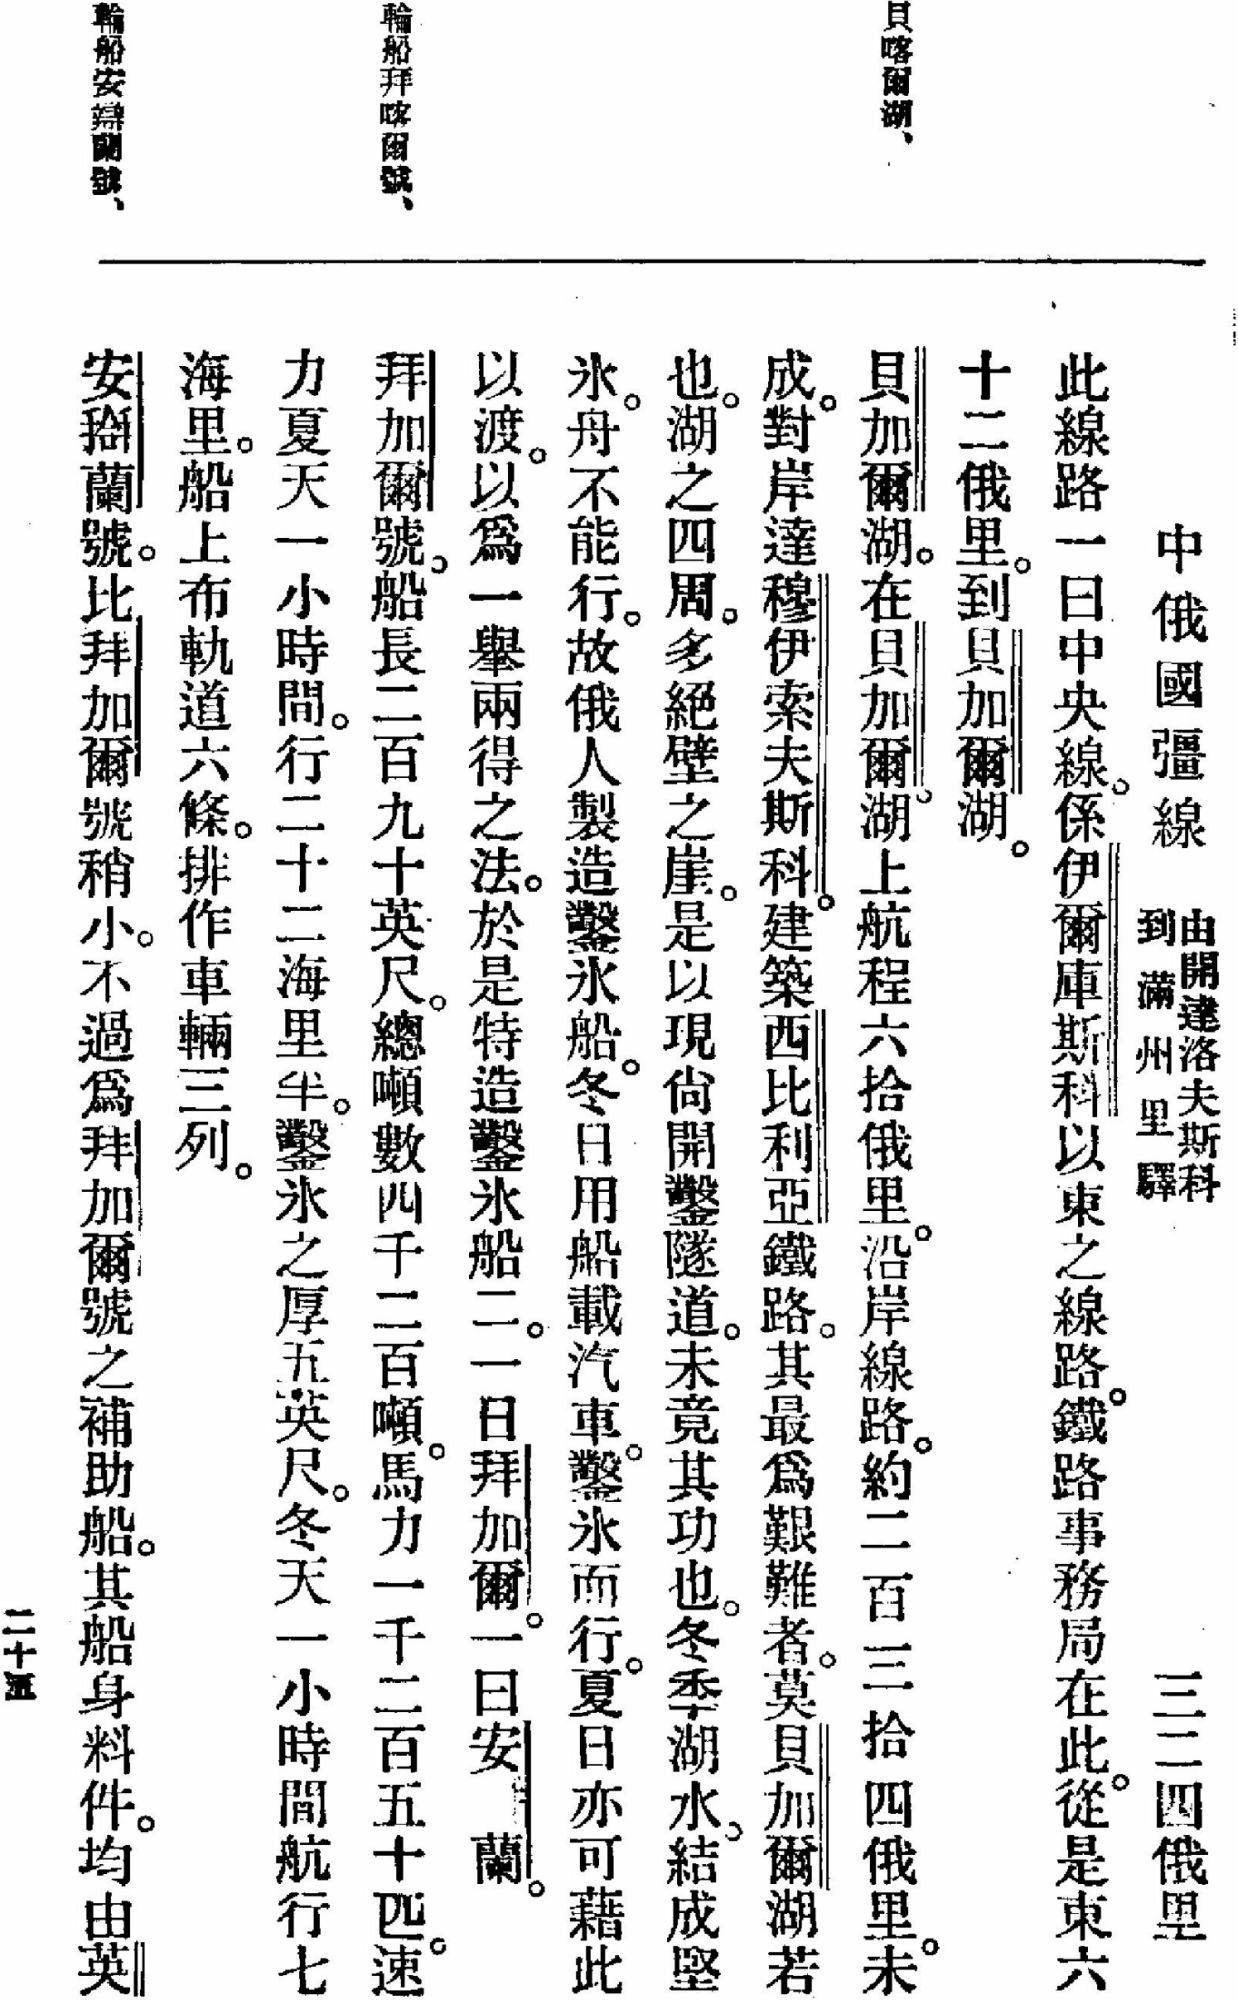 中俄國彊線 由開達洛夫斯科到滿州里驛 三二四俄里
此線路一曰中央線。係伊爾庫斯科以東之線路。鐵路事務局在此。從是東六
十二俄里。到貝加爾湖。
貝喀爾湖、
貝加爾湖。在貝加爾。湖上航程六拾俄里。沿岸線路。約二百三拾四俄里。未
成。對岸達穆伊索夫斯科。建築西比利亞鐵路。其最爲艱難者。莫貝加爾湖若
也。湖之四周。多絕壁之崖。是以現尙開鑿隧道。未竟其功也。冬季湖水。結成堅
氷。舟不能行。故俄人製造鑿氷船。冬日用船載汽車。鑿氷而行。夏日亦可藉此
以渡。以爲一舉兩得之法。於是特造鑿氷船二。一曰拜加爾。一曰安 蘭。
輪船拜喀爾號、
拜加爾號。船長二百九十英尺。總噸數四千二百噸。馬力一千二百五十匹。速
力夏天一小時間。行二十二海里半。鑿氷之厚五英尺。冬天一小時間航行七
海里。船上布軌道六條。排作車輛三列。
輪船安 蘭號、
安 蘭號。比拜加爾號稍小。不過爲拜加爾號之補助船。其船身料件。均由英
二十五